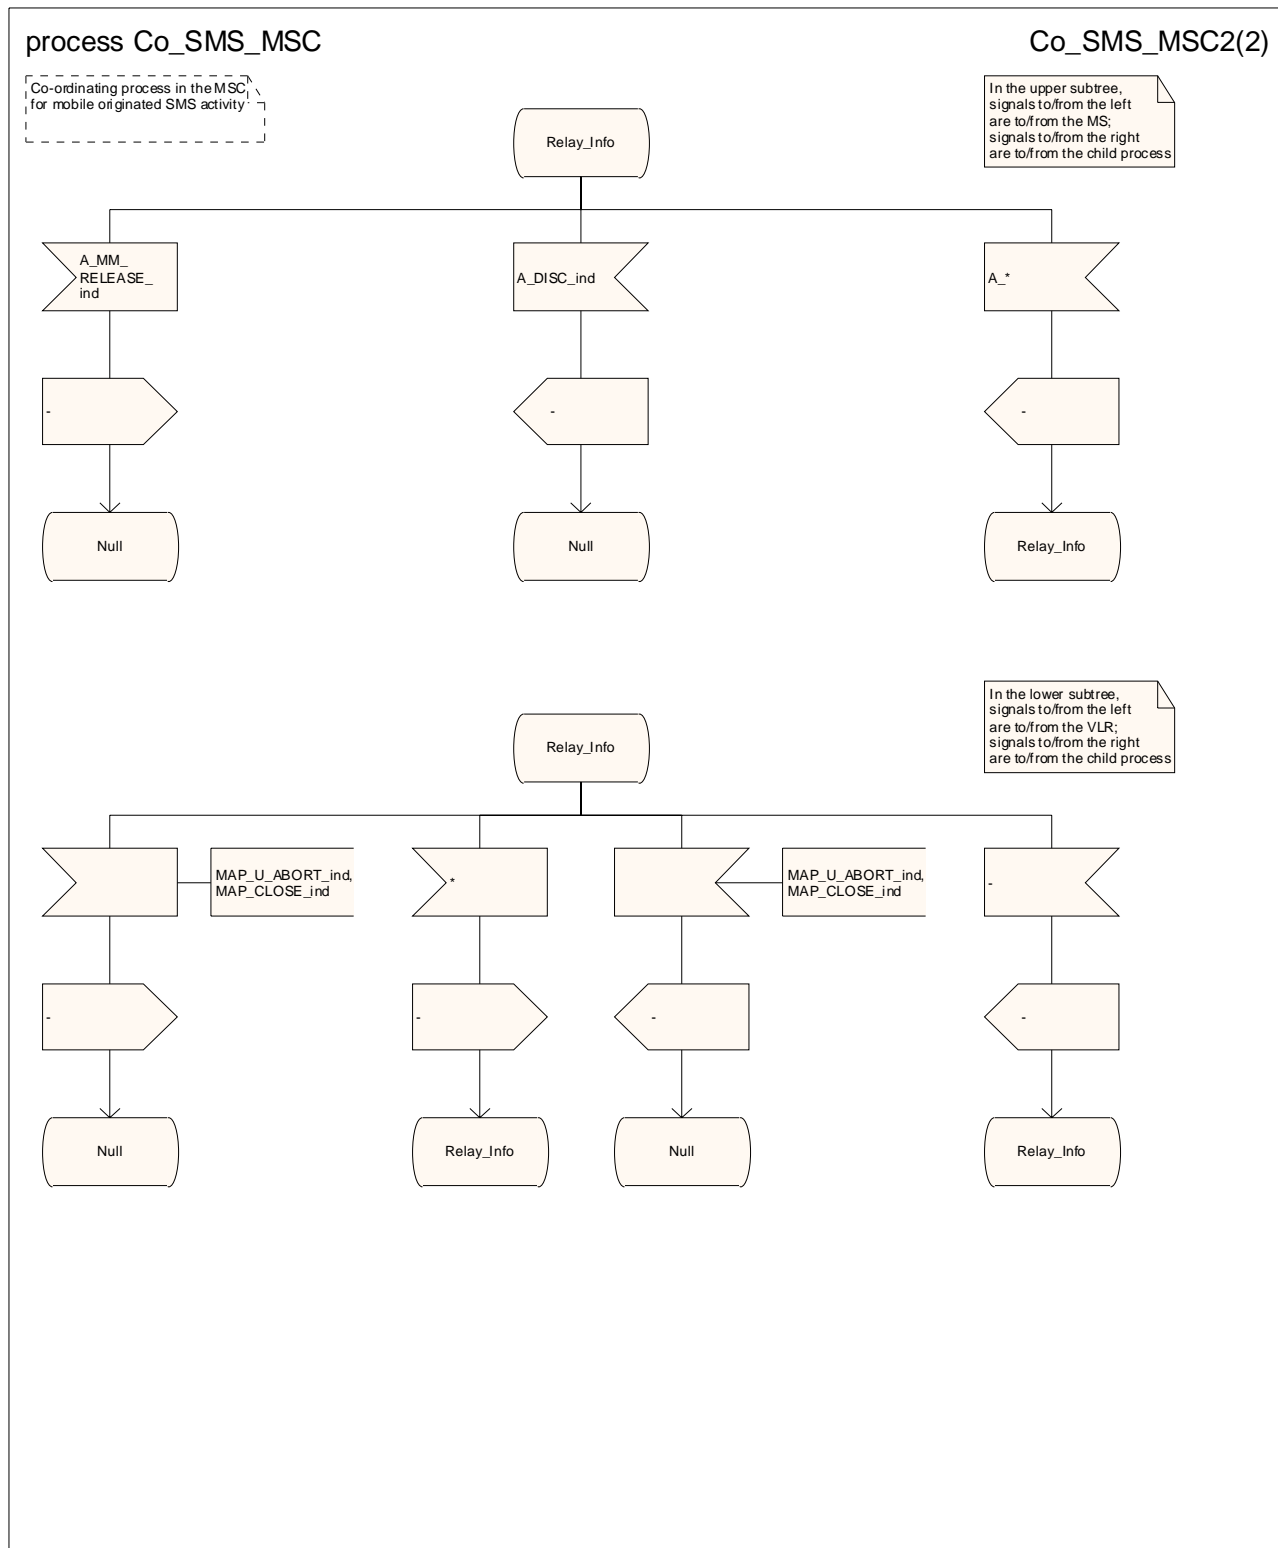 process Co_SMS_MSC
Co_SMS_MSC2(2)
Co-ordinating process in the MSC
for mobile originated SMS activity
In the upper subtree,
signals to/from the left
are to/from the MS;
signals to/from the right
are to/from the child process
Relay_Info
A_MM_
RELEASE_
ind
A_DISC_ind
A_*
-
-
-
Null
Null
Relay_Info
In the lower subtree,
signals to/from the left
are to/from the VLR;
signals to/from the right
are to/from the child process
Relay_Info
MAP_U_ABORT_ind,
MAP_CLOSE_ind
*
MAP_U_ABORT_ind,
MAP_CLOSE_ind
-
-
-
-
-
Null
Relay_Info
Null
Relay_Info